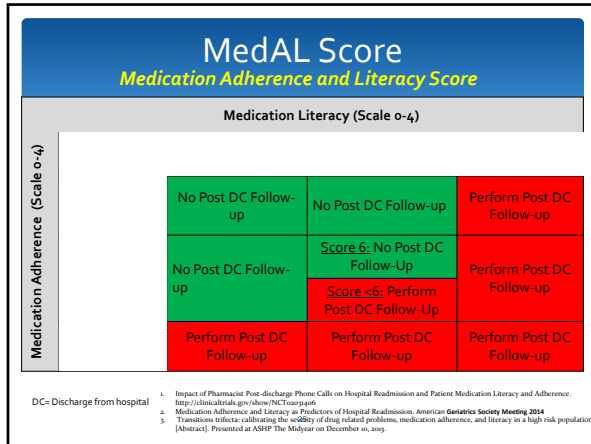 MedAL Score
Medication Adherence and Literacy Score
Medication Literacy (Scale 0-4)
Medication Adherence (Scale 0-4)
No Post DC Follow-
up
No Post DC Follow-up
Perform Post DC
Follow-up
No Post DC Follow-
up
Score 6: No Post DC
Follow-Up
Score <6: Perform
Post DC Follow-Up
Perform Post DC
Follow-up
Perform Post DC
Follow-up
Perform Post DC
Follow-up
Perform Post DC
Follow-up
DC= Discharge from hospital
1. Impact of Pharmacist Post-discharge Phone Calls on Hospital Readmission and Patient Medication Literacy and Adherence.
http://clinicaltrials.gov/show/NCT02031406
2. Medication Adherence and Literacy as Predictors of Hospital Readmission. American Geriatrics Society Meeting 2014
3. Transitions trifecta: calibrating the severity of drug related problems, medication adherence, and literacy in a high risk population
[Abstract]. Presented at ASHP The Midyear on December 10, 2013.